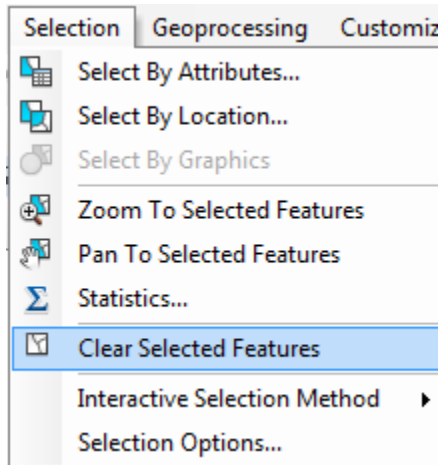 Selection Geoprocessing Customiz
Select By Attributes...
Select By Location...
Select By Graphics
Zoom To Selected Features
Pan To Selected Features
Statistics...
Clear Selected Features
Interactive Selection Method
Selection Options...